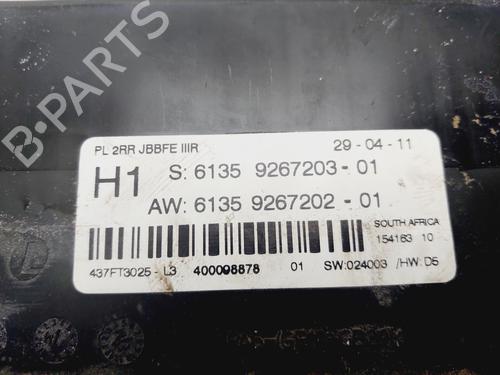 B-PARTS
PL 2RR JBBFE IIIR 29-04-11
H1 S: 6135 9267203-01
AW: 6135 9267202-01
SOUTH AFRICA
154163 10
437FT3025-L3 400098878 01 SW:024003 /HW:D5